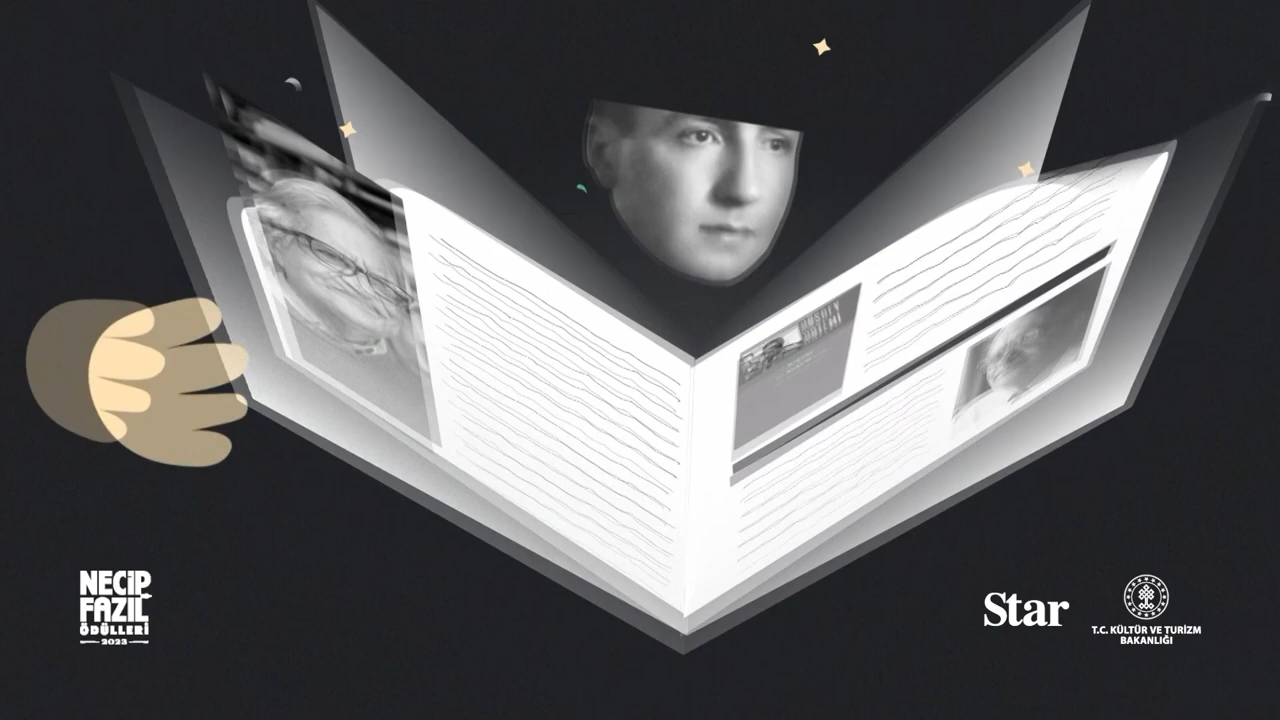 NECİP
FAZIL
ÖDÜLLERİ
2023
Star
T.C. KÜLTÜR VE TURİZM
BAKANLIĞI